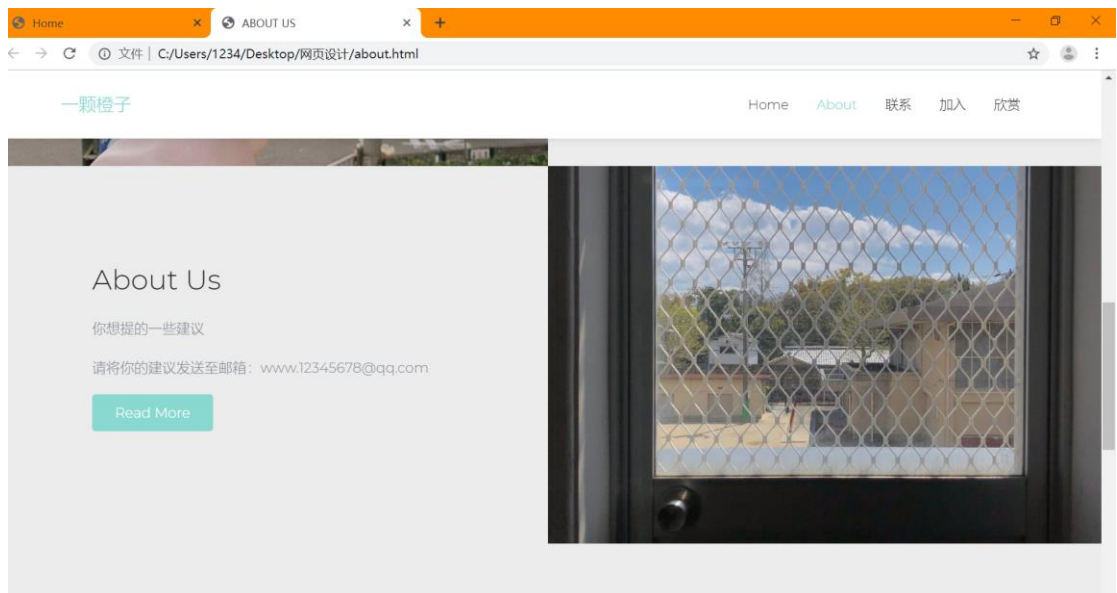 Home
ABOUT US
文件 | C:/Users/1234/Desktop/网页设计/about.html
一颗橙子
Home About 联系 加入 欣赏
About Us
你想提的一些建议
请将你的建议发送至邮箱：www.12345678@qq.com
Read More